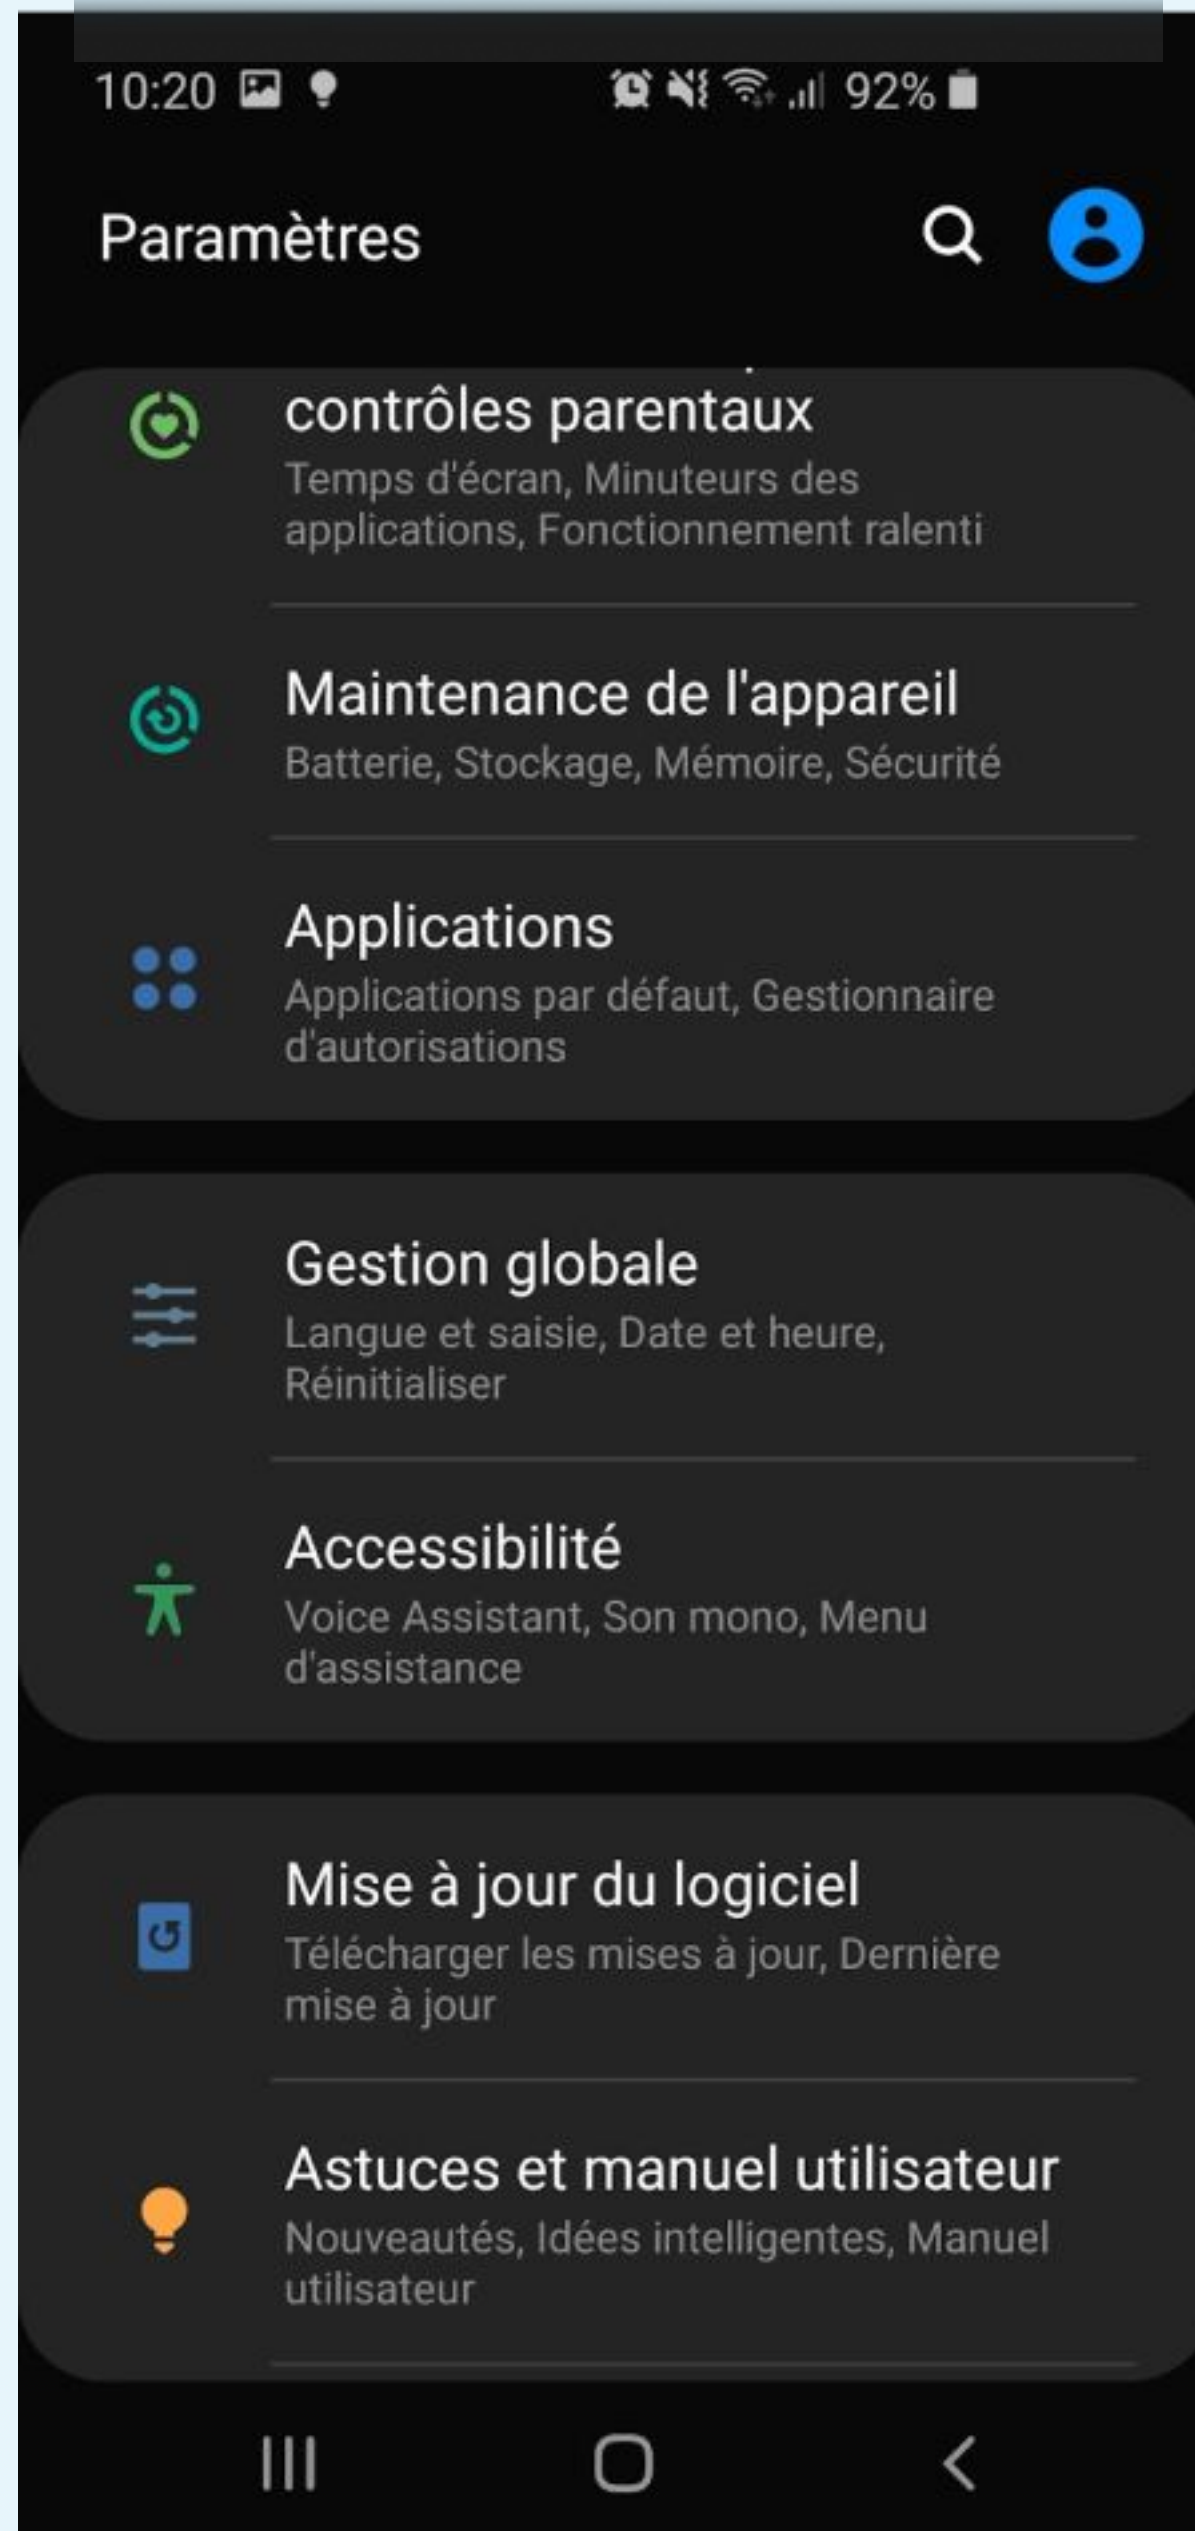 10:20
92%
Paramètres
contrôles parentaux
Temps d'écran, Minuteurs des
applications, Fonctionnement ralenti
Maintenance de l'appareil
Batterie, Stockage, Mémoire, Sécurité
Applications
Applications par défaut, Gestionnaire
d'autorisations
Gestion globale
Langue et saisie, Date et heure,
Réinitialiser
Accessibilité
Voice Assistant, Son mono, Menu
d'assistance
Mise à jour du logiciel
Télécharger les mises à jour, Dernière
mise à jour
Astuces et manuel utilisateur
Nouveautés, Idées intelligentes, Manuel
utilisateur